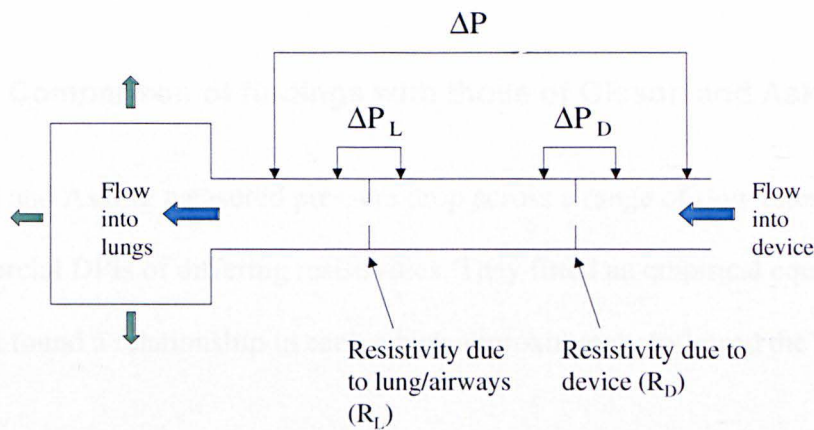 ΔP
ΔP_L
ΔP_D
Flow
into
lungs
Flow
into
device
Resistivity due
to lung/airways
(R_L)
Resistivity due to
device (R_D)